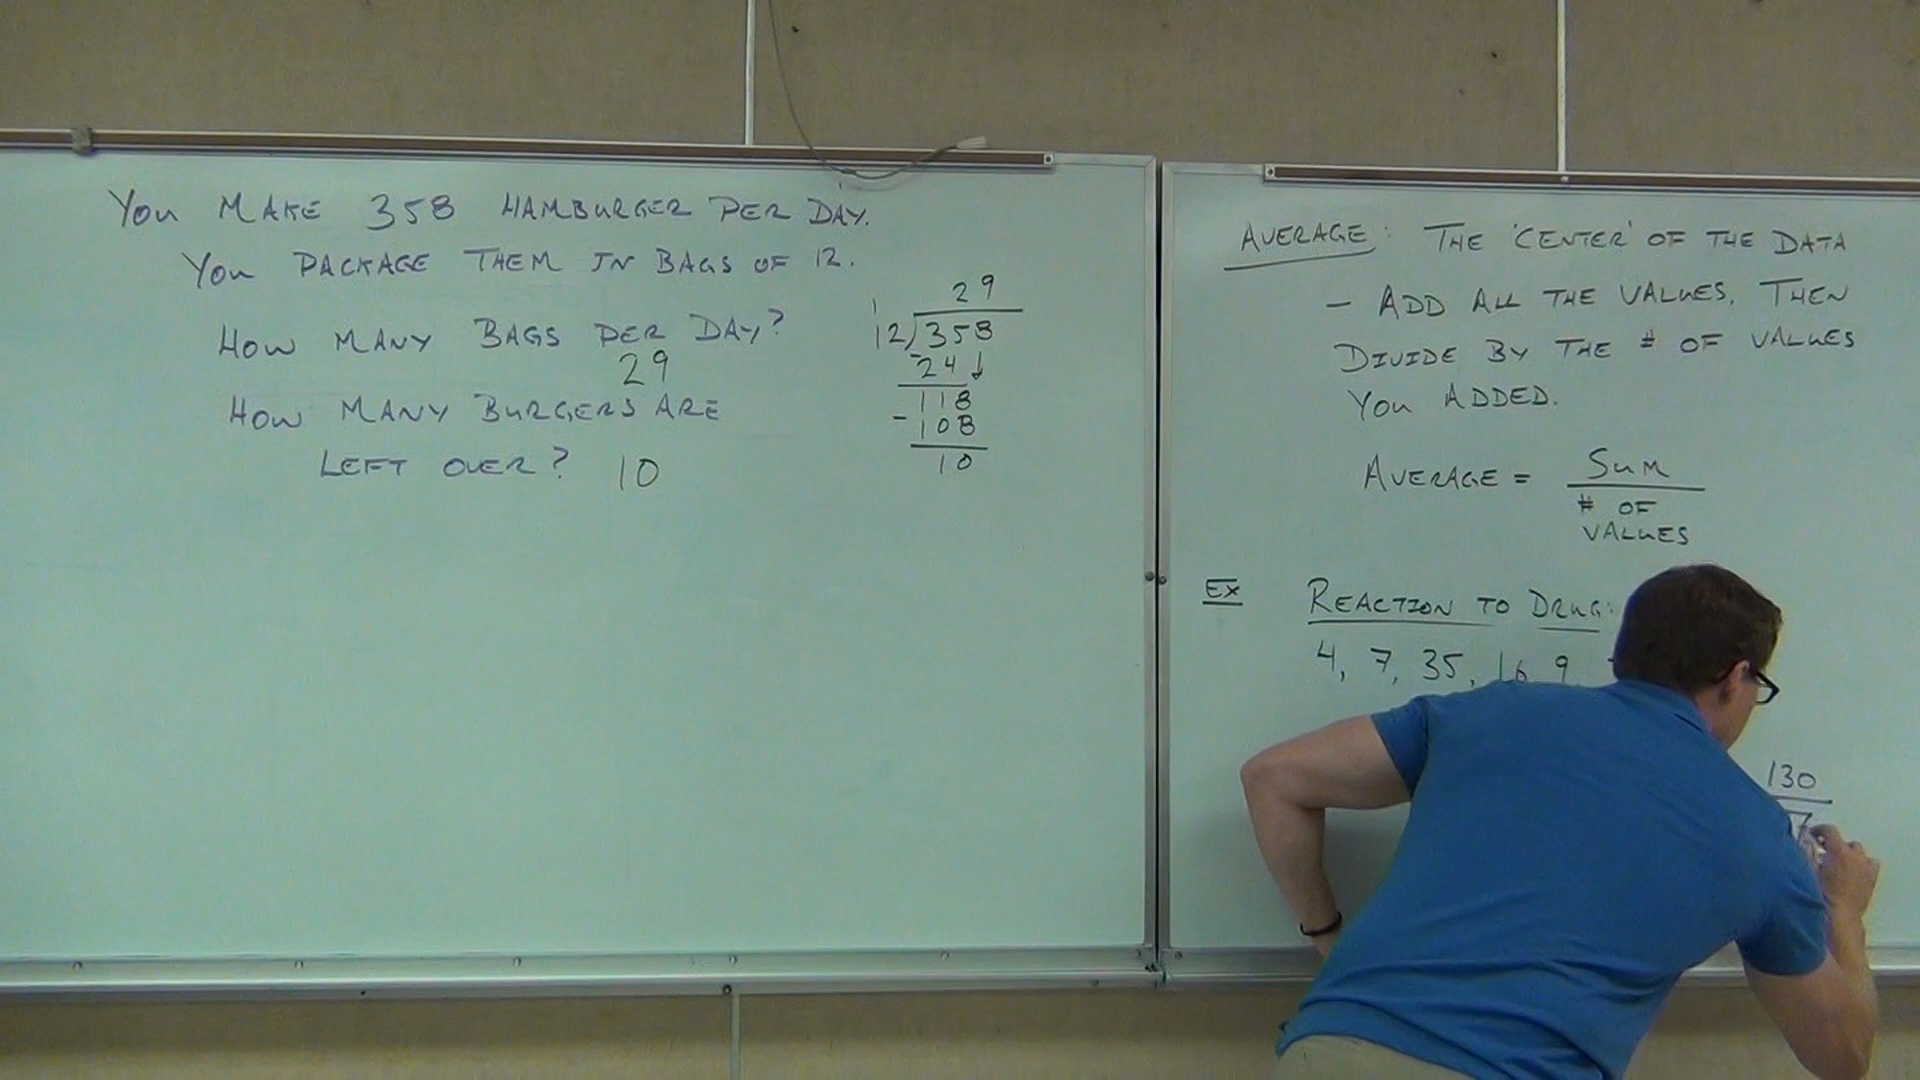 YOU MAKE 358 HAMBURGER PER DAY.
YOU PACKAGE THEM IN BAGS OF 12.
HOW MANY BAGS PER DAY?
29
HOW MANY BURGERS ARE
LEFT OVER? 10
29
1
12)358
-24↓
118
-108
10
AVERAGE: THE 'CENTER' OF THE DATA
- ADD ALL THE VALUES, THEN
DIVIDE BY THE # OF VALUES
YOU ADDED.
AVERAGE = SUM
# OF
VALUES
EX REACTION TO DRUG:
4, 7, 35, 16, 9,
130
7